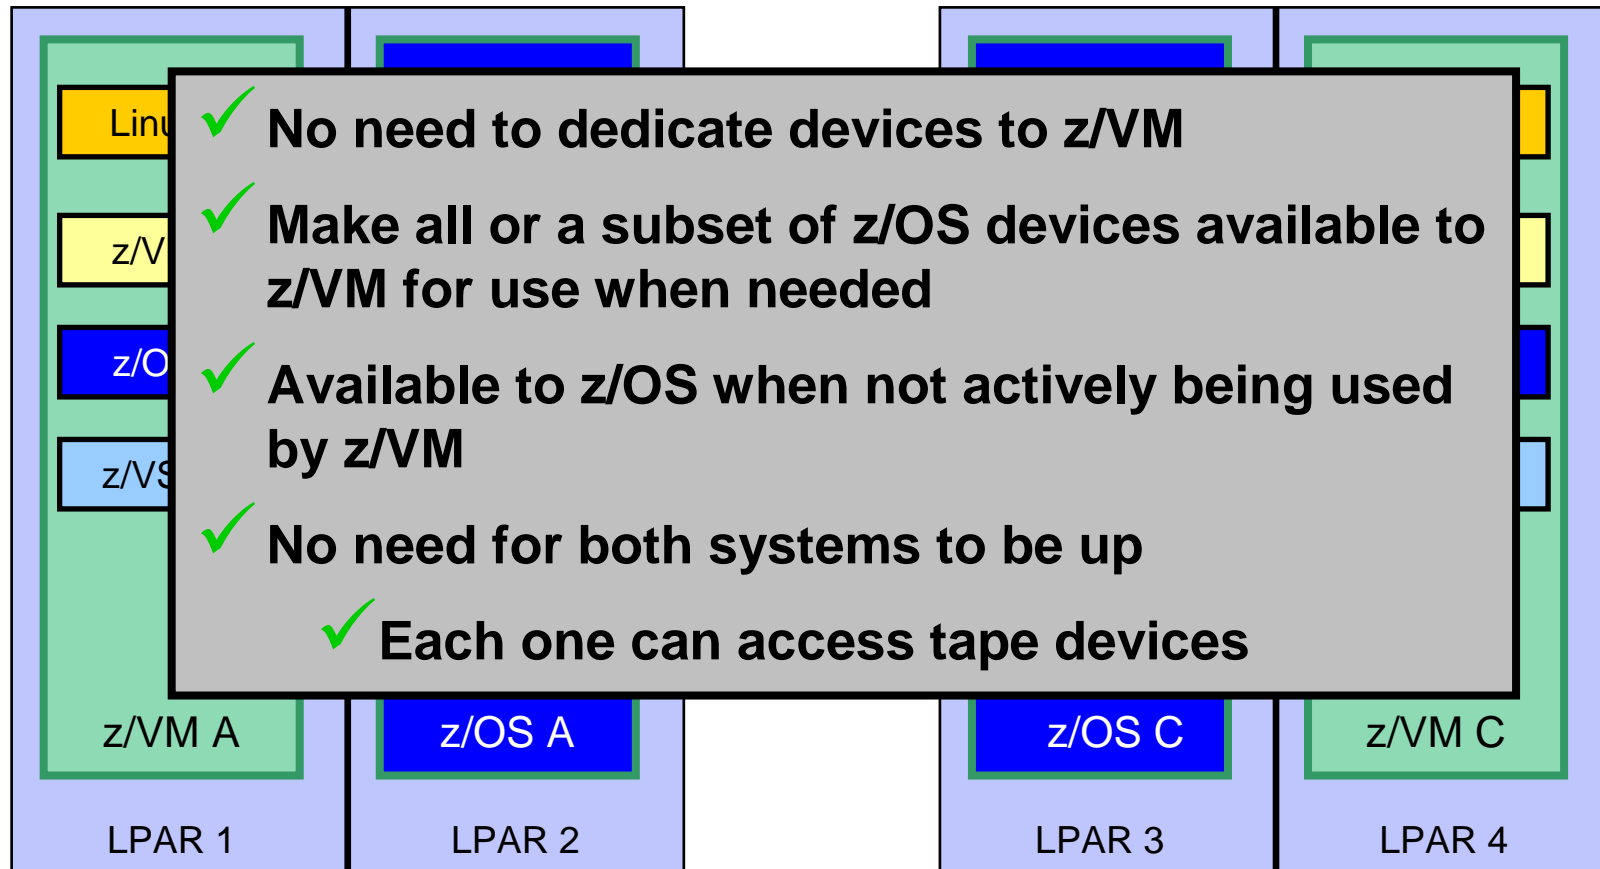 No need to dedicate devices to z/VM
Make all or a subset of z/OS devices available to
z/VM for use when needed
Available to z/OS when not actively being used
by z/VM
No need for both systems to be up
Each one can access tape devices
z/VM A
z/OS A
z/OS C
z/VM C
LPAR 1
LPAR 2
LPAR 3
LPAR 4